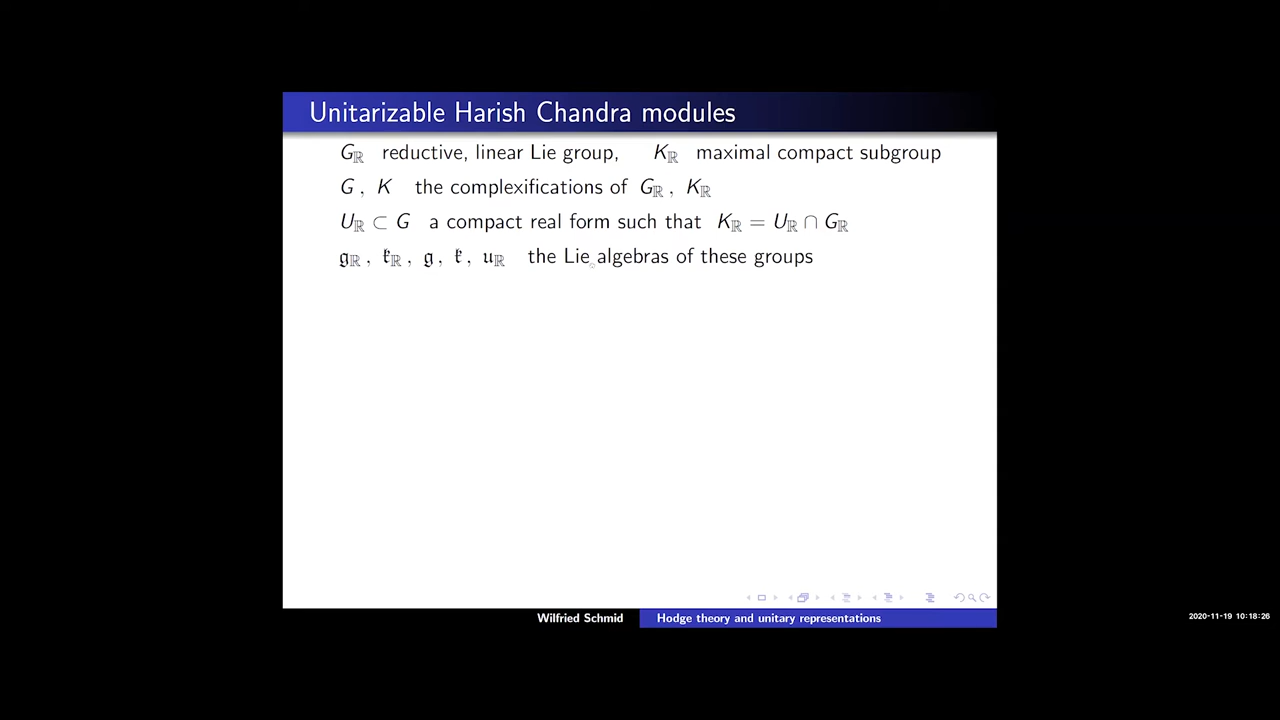 Unitarizable Harish Chandra modules
G_ℝ reductive, linear Lie group, K_ℝ maximal compact subgroup
G , K the complexifications of G_ℝ , K_ℝ
U_ℝ ⊂ G a compact real form such that K_ℝ = U_ℝ ∩ G_ℝ
𝔤_ℝ , 𝔨_ℝ , 𝔤 , 𝔨 , 𝔲_ℝ the Lie algebras of these groups
Wilfried Schmid
Hodge theory and unitary representations
2020-11-19 10:18:26